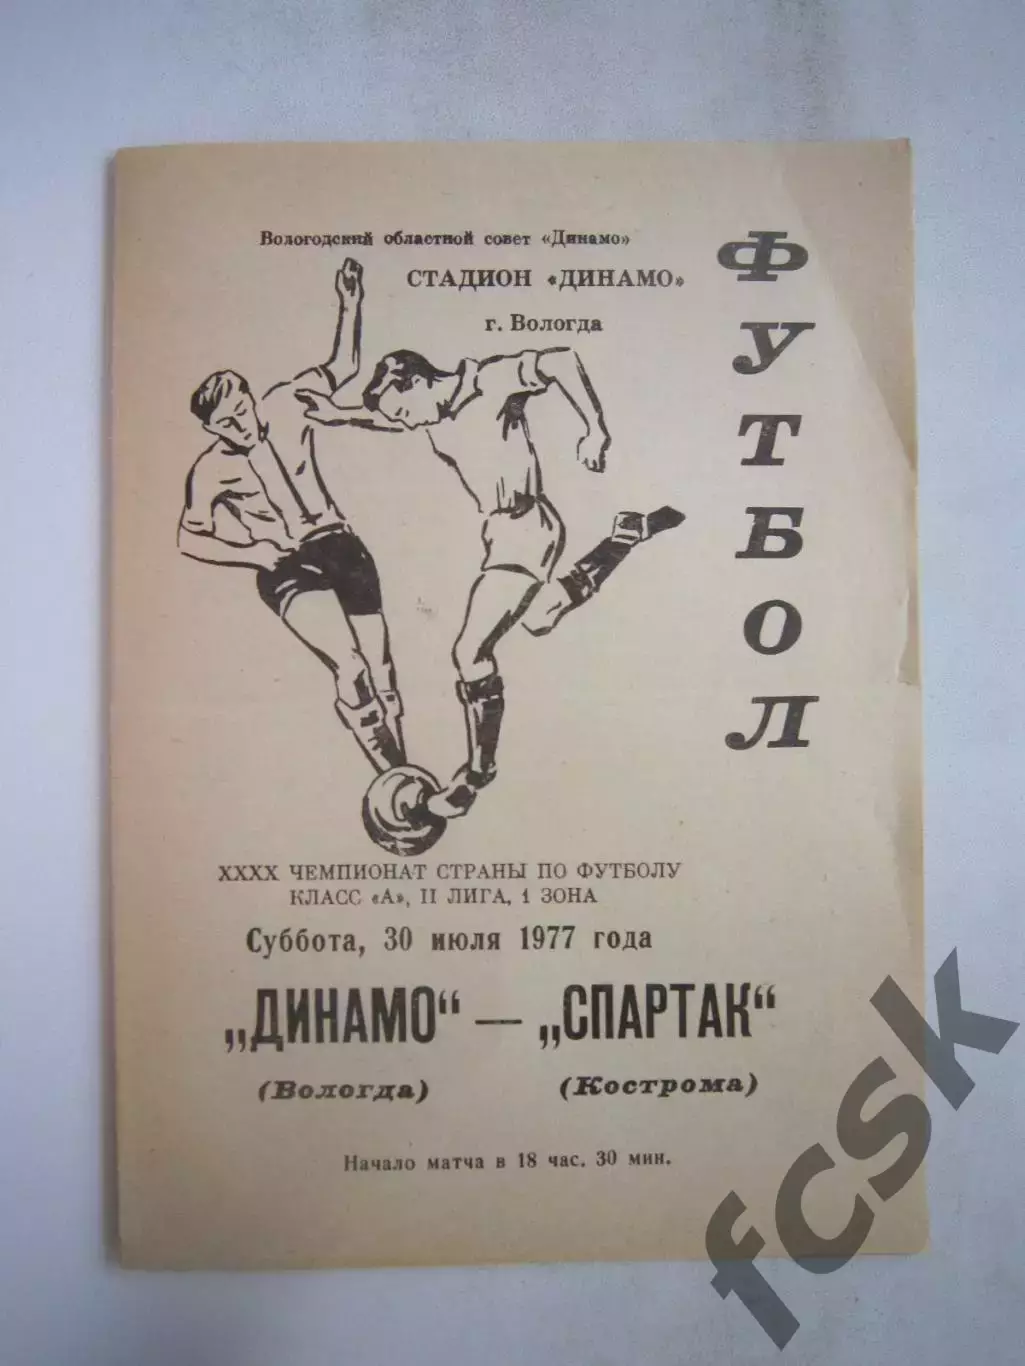 Вологодский областной совет «Динамо»
СТАДИОН «ДИНАМО»
г. Вологда
ФУТБОЛ
XXXX ЧЕМПИОНАТ СТРАНЫ ПО ФУТБОЛУ
КЛАСС «А», II ЛИГА, 1 ЗОНА
Суббота, 30 июля 1977 года
„ДИНАМО“ — „СПАРТАК“
(Вологда) (Кострома)
Начало матча в 18 час. 30 мин.
fcsk